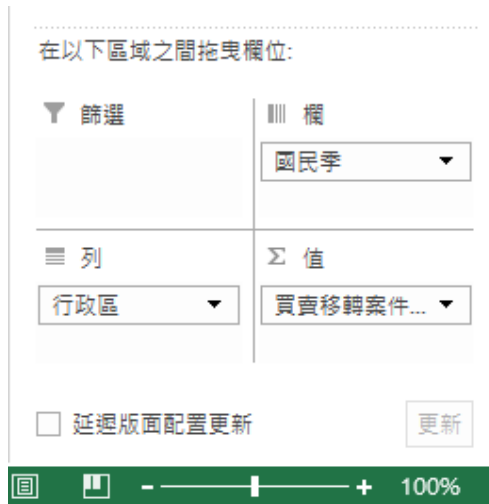 在以下區域之間拖曳欄位:
篩選
欄
國民季
列
Σ 值
行政區
買賣移轉案件...
延遲版面配置更新
更新
- + 100%